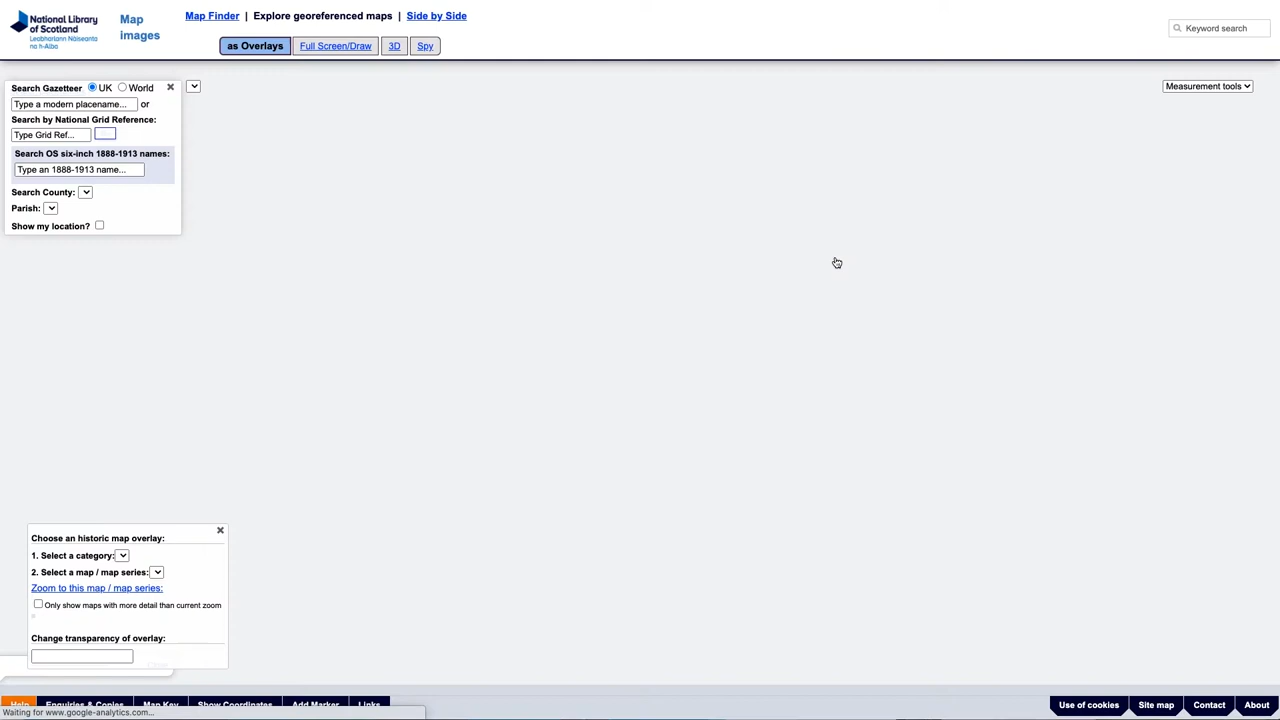 National Library
of Scotland
Leabharlann Nàiseanta
na h-Alba
Map
images
Map Finder | Explore georeferenced maps | Side by Side
as Overlays Full Screen/Draw 3D Spy
Keyword search
Search Gazetteer UK World
Type a modern placename... or
Search by National Grid Reference:
Type Grid Ref...
Search OS six-inch 1888-1913 names:
Type an 1888-1913 name...
Search County:
Parish:
Show my location?
Measurement tools
Choose an historic map overlay:
1. Select a category:
2. Select a map / map series:
Zoom to this map / map series:
Only show maps with more detail than current zoom
Change transparency of overlay:
Help Enquiries & Copies Map Key Show Coordinates Add Marker Links
Use of cookies Site map Contact About
Waiting for www.google-analytics.com...